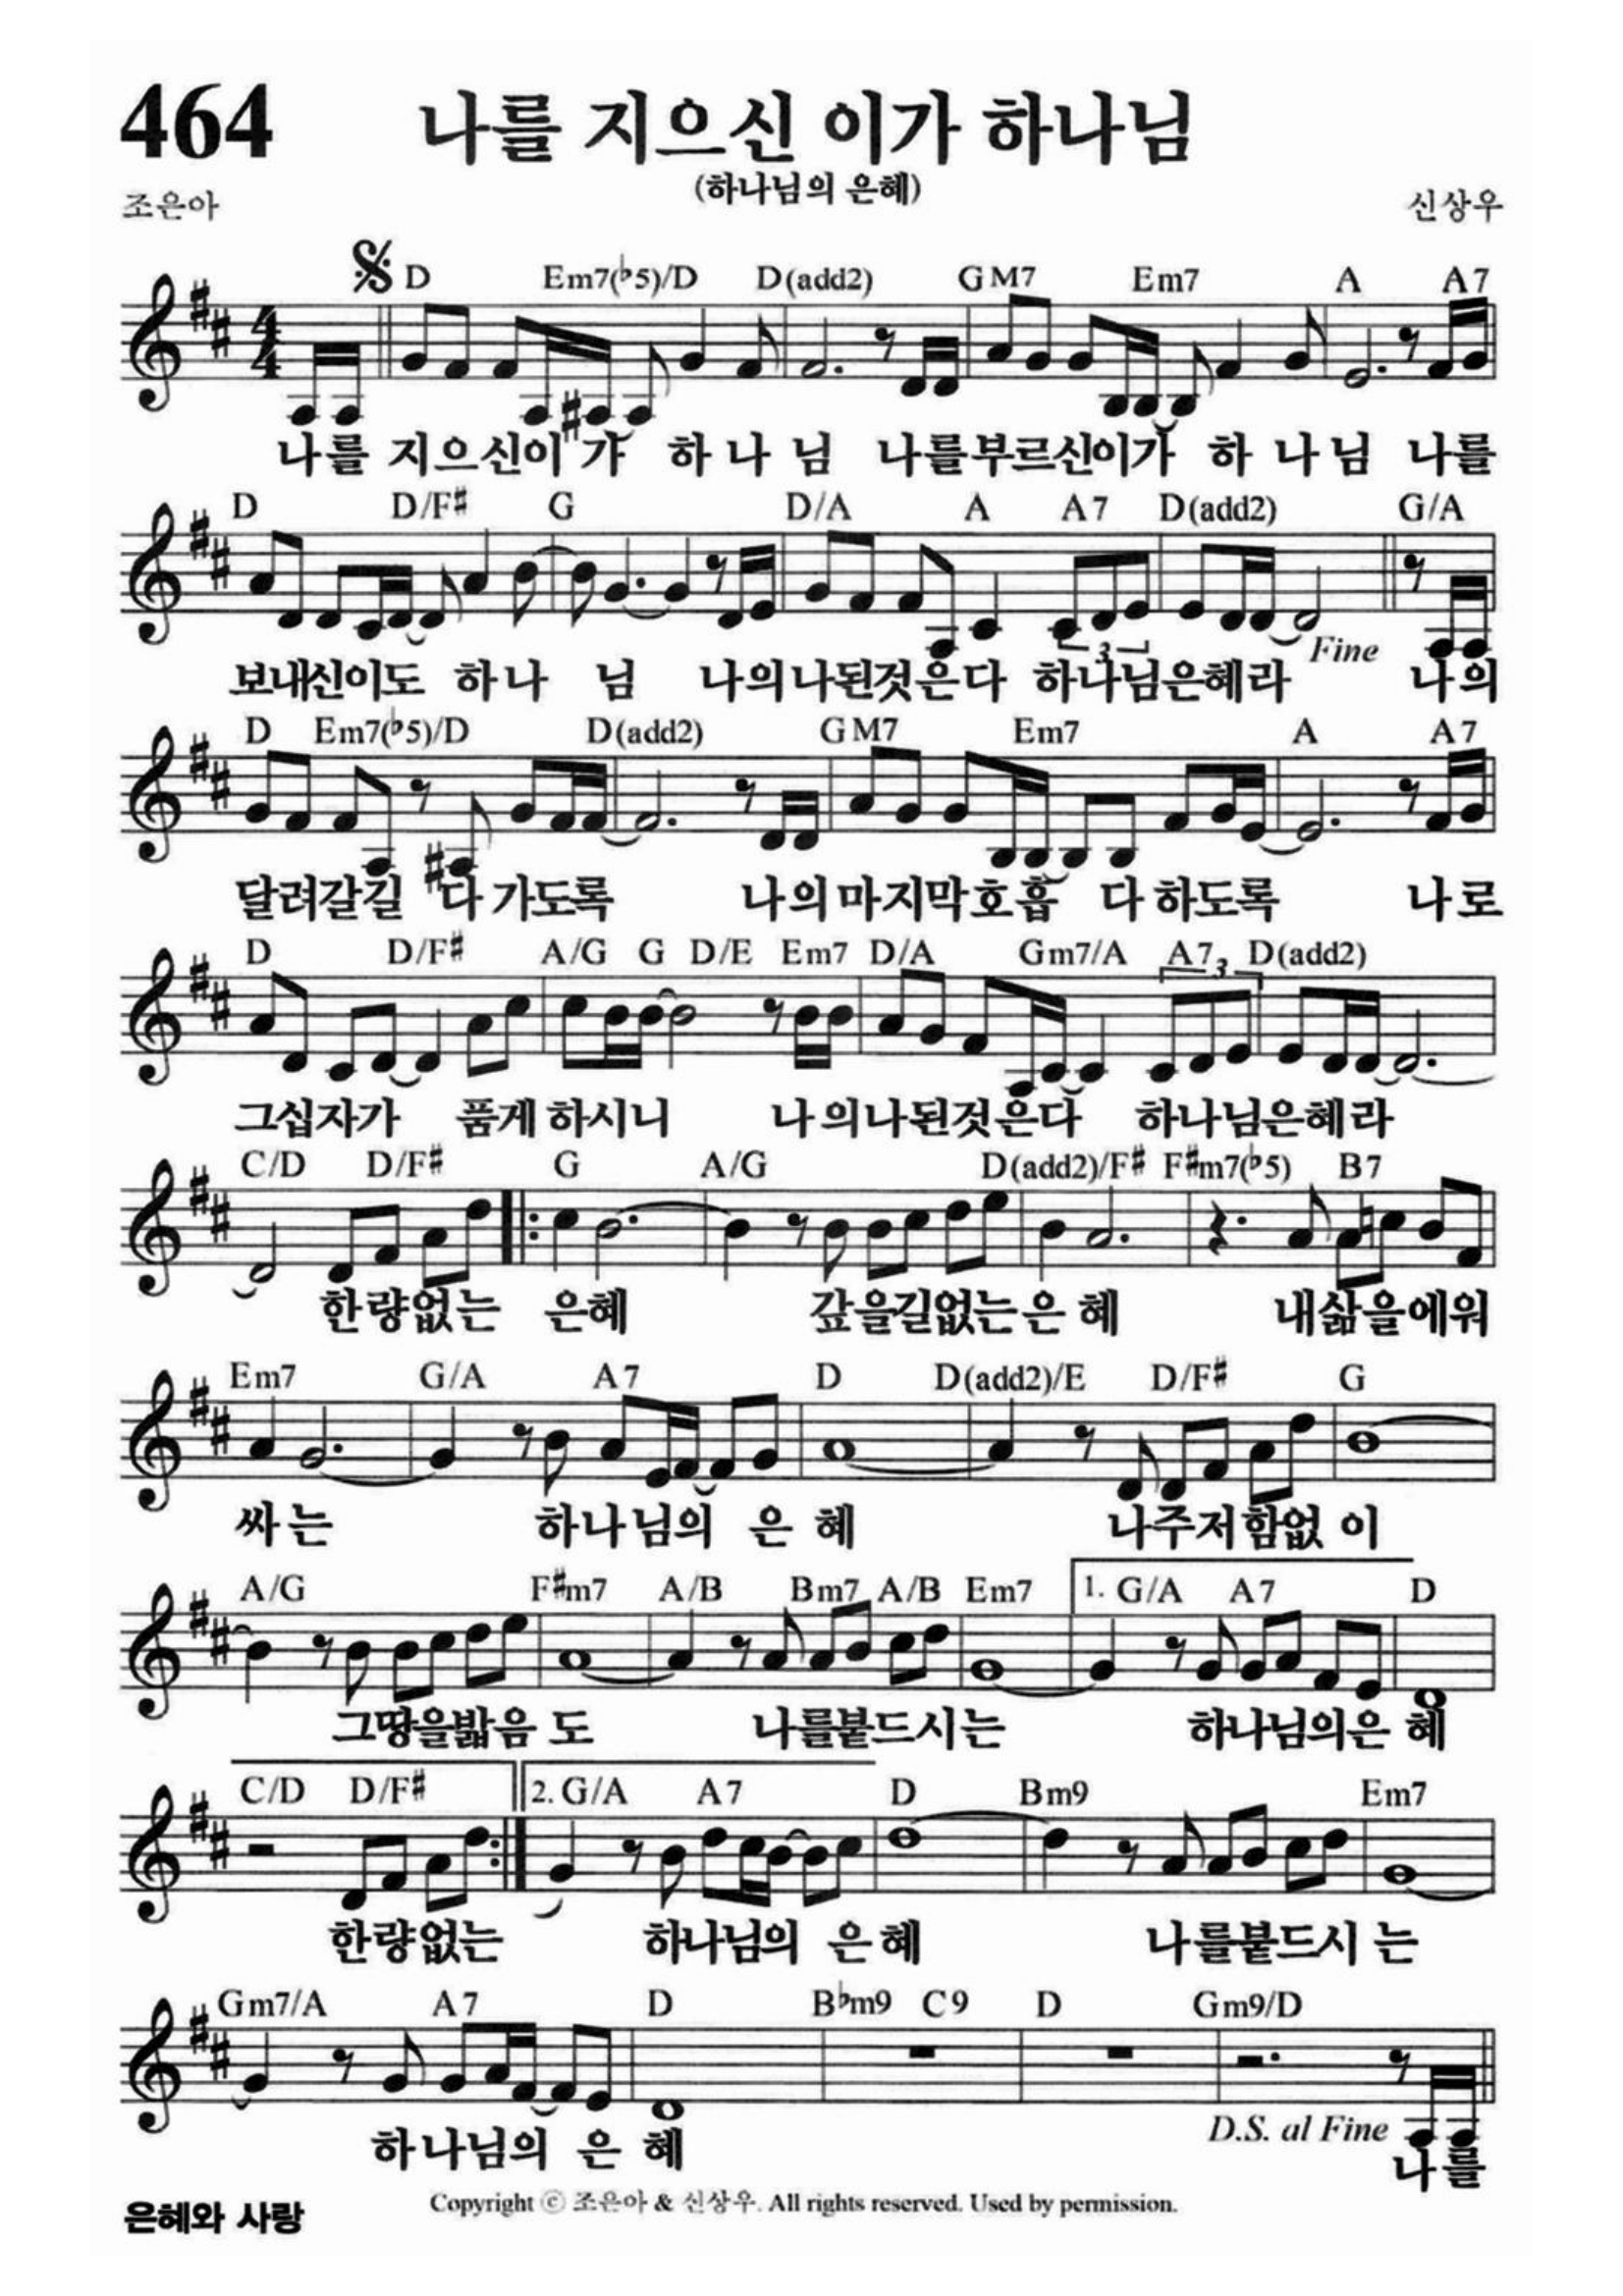 464 나를 지으신 이가 하나님
(하나님의 은혜)
조은아 신상우
D Em7(♭5)/D D(add2) GM7 Em7 A A7
4/4
나를 지으신이가 하나님 나를부르신이가 하나님 나를
D D/F♯ G D/A A A7 D(add2) G/A
3 Fine
보내신이도 하나 님 나의나된것은다 하나님은혜라 나의
D Em7(♭5)/D D(add2) GM7 Em7 A A7
달려갈길 다가도록 나의마지막호흡 다하도록 나로
D D/F♯ A/G G D/E Em7 D/A Gm7/A A7 D(add2)
3
그십자가 품게하시니 나의나된것은다 하나님은혜라
C/D D/F♯ G A/G D(add2)/F♯ F♯m7(♭5) B7
한량없는 은혜 갚을길없는은혜 내삶을에워
Em7 G/A A7 D D(add2)/E D/F♯ G
싸는 하나님의 은혜 나주저함없이
A/G F♯m7 A/B Bm7 A/B Em7 1. G/A A7 D
그땅을밟음도 나를붙드시는 하나님의은혜
C/D D/F♯ 2. G/A A7 D Bm9 Em7
한량없는 하나님의 은혜 나를붙드시는
Gm7/A A7 D B♭m9 C9 D Gm9/D
D.S. al Fine
하나님의 은혜 나를
은혜와 사랑 Copyright ⓒ 조은아 & 신상우. All rights reserved. Used by permission.